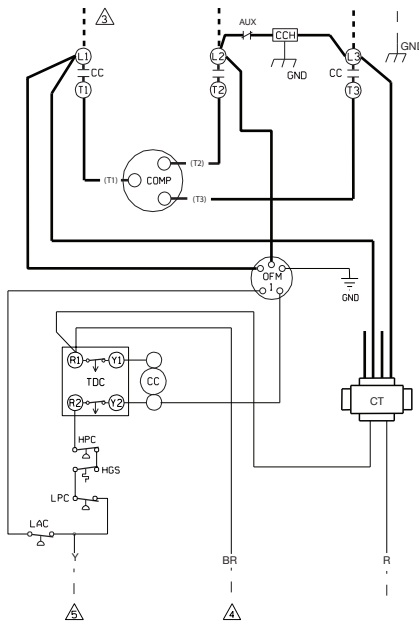 3
AUX
L1
L2
CCH
L3
GND
CC
GND
CC
T1
T2
T3
(T2)
(T1)
COMP
(T3)
OFM
1
GND
R1
Y1
TDC
CC
R2
Y2
CT
HPC
HGS
LPC
LAC
Y
BR
R
5
4